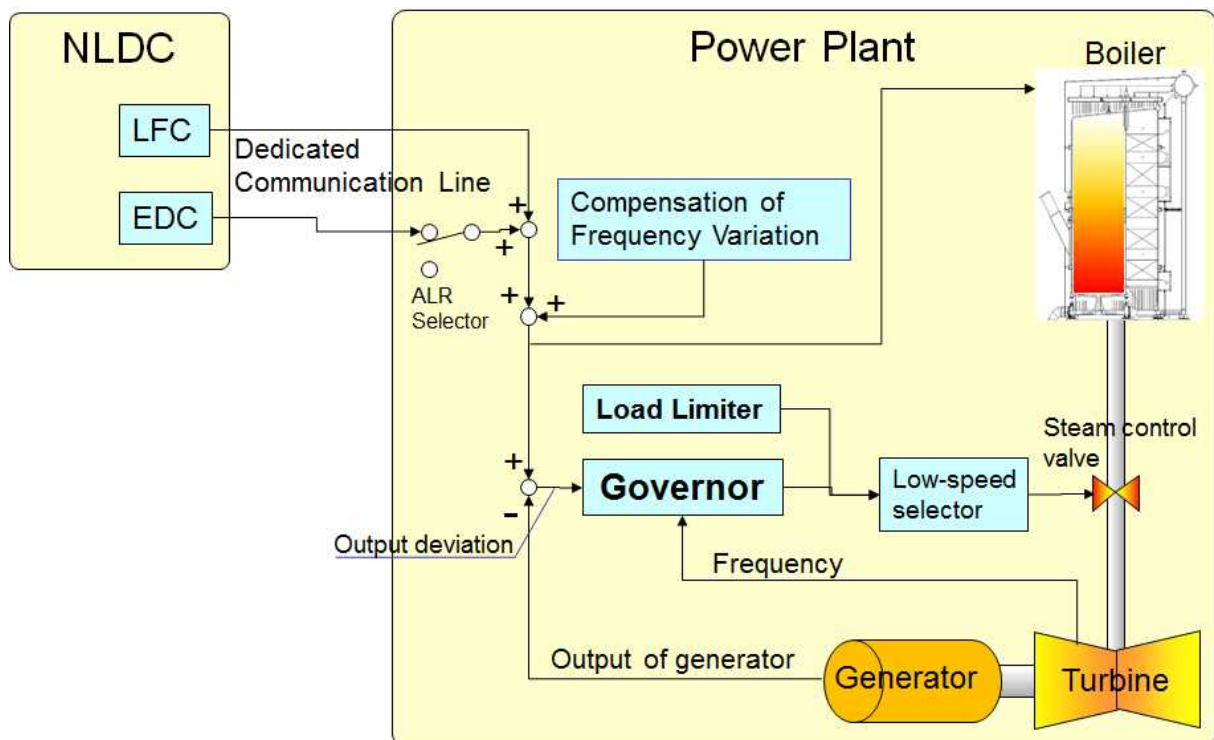 NLDC
LFC
EDC
Dedicated
Communication Line
Power Plant
Boiler
+
+
Compensation of
Frequency Variation
ALR
Selector
+
+
Load Limiter
Steam control
valve
+
-
Governor
Low-speed
selector
Output deviation
Frequency
Output of generator
Generator
Turbine